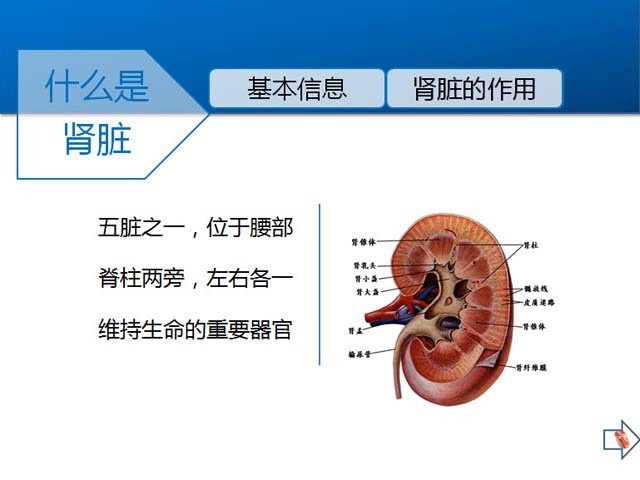 什么是
肾脏
基本信息
肾脏的作用
五脏之一，位于腰部
脊柱两旁，左右各一
维持生命的重要器官
肾锥体
肾乳头
肾小盏
肾大盏
肾盂
输尿管
肾柱
髓放线
皮质迷路
肾锥体
肾纤维膜